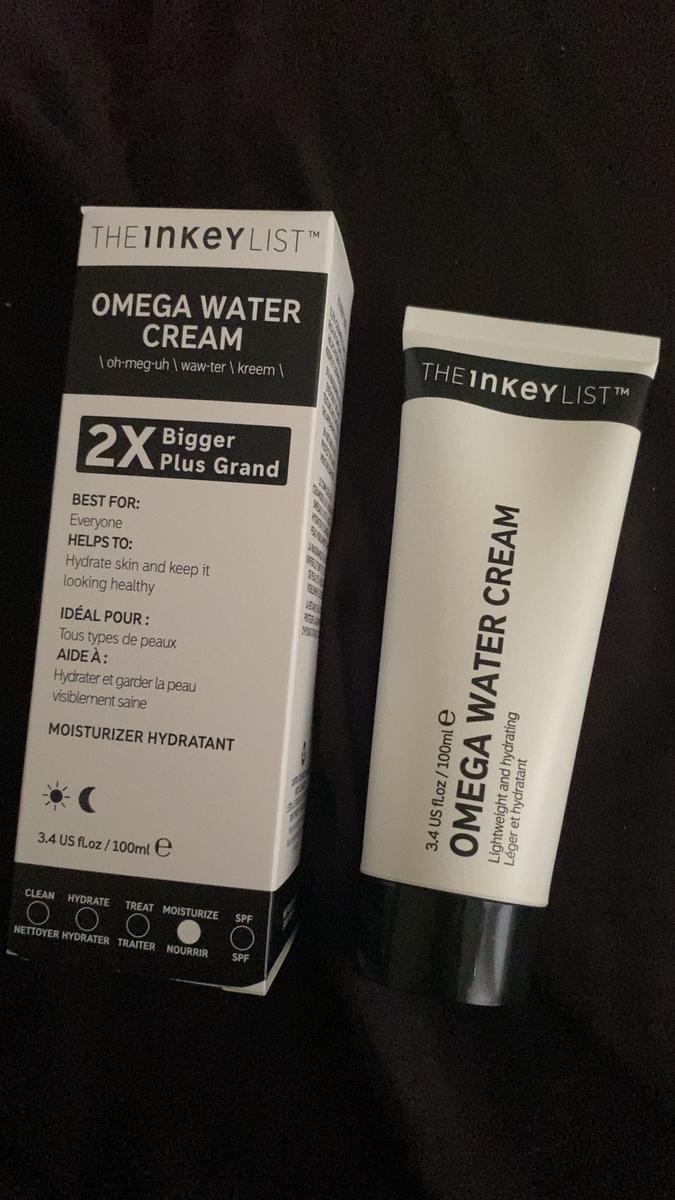 THE INKEY LIST™
OMEGA WATER
CREAM
\ oh-meg-uh \ waw-ter \ kreem \
2X Bigger
Plus Grand
BEST FOR:
Everyone
HELPS TO:
Hydrate skin and keep it
looking healthy
IDÉAL POUR :
Tous types de peaux
AIDE À :
Hydrater et garder la peau
visiblement saine
MOISTURIZER HYDRATANT
3.4 US fl.oz / 100ml ℮
CLEAN HYDRATE TREAT MOISTURIZE SPF
NETTOYER HYDRATER TRAITER NOURRIR SPF
THE INKEY LIST™
3.4 US fl.oz / 100ml ℮
OMEGA WATER CREAM
Lightweight and hydrating
Léger et hydratant